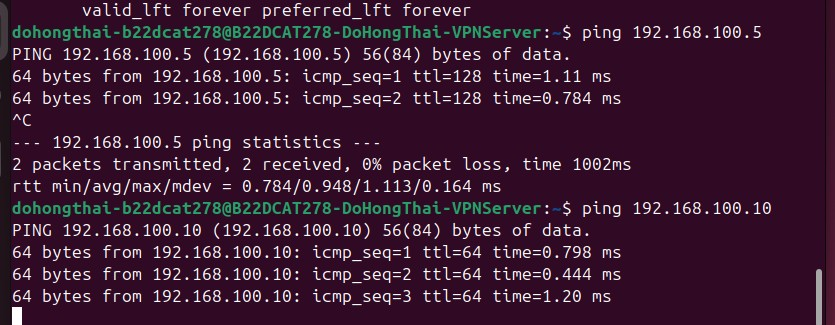 valid_lft forever preferred_lft forever
dohongthai-b22dcat278@B22DCAT278-DoHongThai-VPNServer:~$ ping 192.168.100.5
PING 192.168.100.5 (192.168.100.5) 56(84) bytes of data.
64 bytes from 192.168.100.5: icmp_seq=1 ttl=128 time=1.11 ms
64 bytes from 192.168.100.5: icmp_seq=2 ttl=128 time=0.784 ms
^C
--- 192.168.100.5 ping statistics ---
2 packets transmitted, 2 received, 0% packet loss, time 1002ms
rtt min/avg/max/mdev = 0.784/0.948/1.113/0.164 ms
dohongthai-b22dcat278@B22DCAT278-DoHongThai-VPNServer:~$ ping 192.168.100.10
PING 192.168.100.10 (192.168.100.10) 56(84) bytes of data.
64 bytes from 192.168.100.10: icmp_seq=1 ttl=64 time=0.798 ms
64 bytes from 192.168.100.10: icmp_seq=2 ttl=64 time=0.444 ms
64 bytes from 192.168.100.10: icmp_seq=3 ttl=64 time=1.20 ms